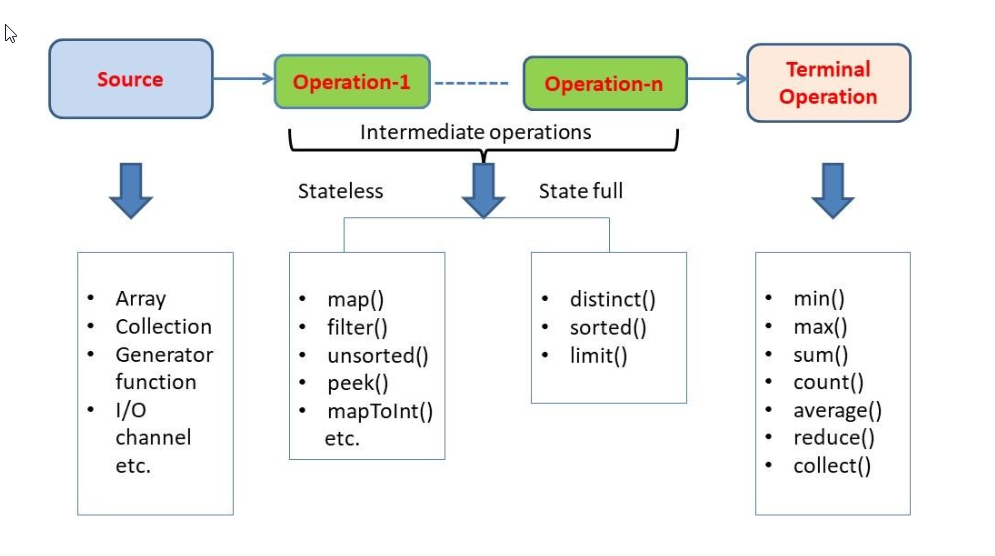 Source
Operation-1
Operation-n
Terminal
Operation
Intermediate operations
Stateless
State full
• Array
• Collection
• Generator
function
• I/O
channel
etc.
• map()
• filter()
• unsorted()
• peek()
• mapToInt()
etc.
• distinct()
• sorted()
• limit()
• min()
• max()
• sum()
• count()
• average()
• reduce()
• collect()